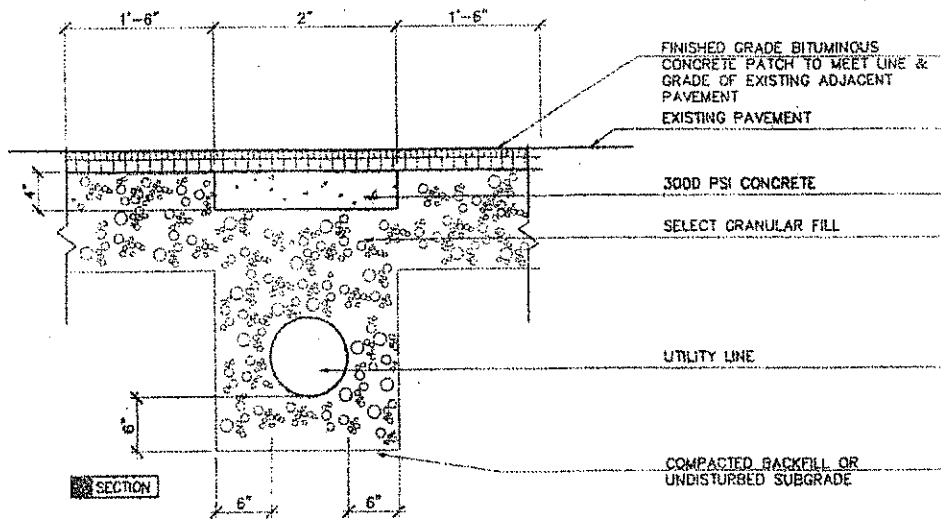 1'-6"
2"
1'-6"
FINISHED GRADE BITUMINOUS
CONCRETE PATCH TO MEET LINE &
GRADE OF EXISTING ADJACENT
PAVEMENT
EXISTING PAVEMENT
4"
3000 PSI CONCRETE
SELECT GRANULAR FILL
UTILITY LINE
6"
COMPACTED BACKFILL OR
UNDISTURBED SUBGRADE
SECTION
6"
6"